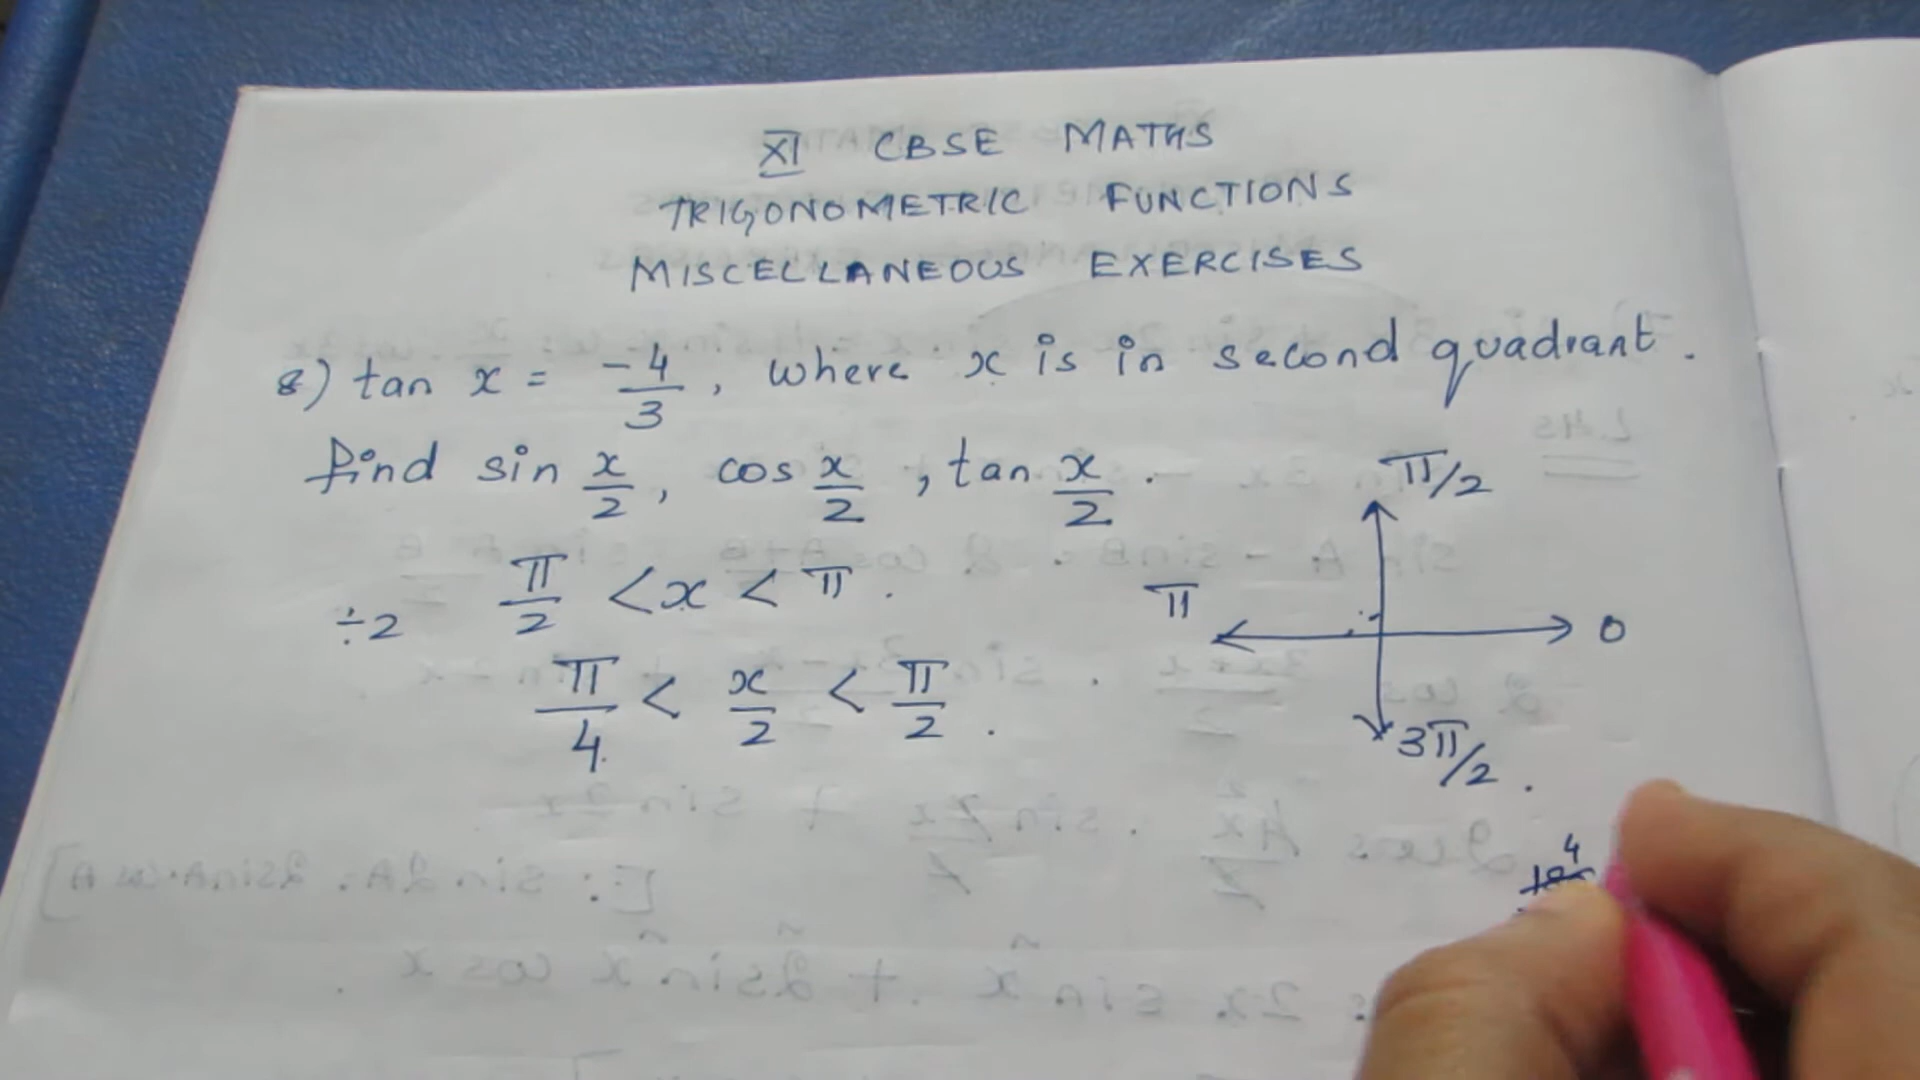 XI CBSE MATHS
TRIGONOMETRIC FUNCTIONS
MISCELLANEOUS EXERCISES
8) tan x = -4/3, where x is in second quadrant.
find sin x/2, cos x/2, tan x/2.
π/2
÷2 π/2 < x < π.
π
0
π/4 < x/2 < π/2.
3π/2.
4